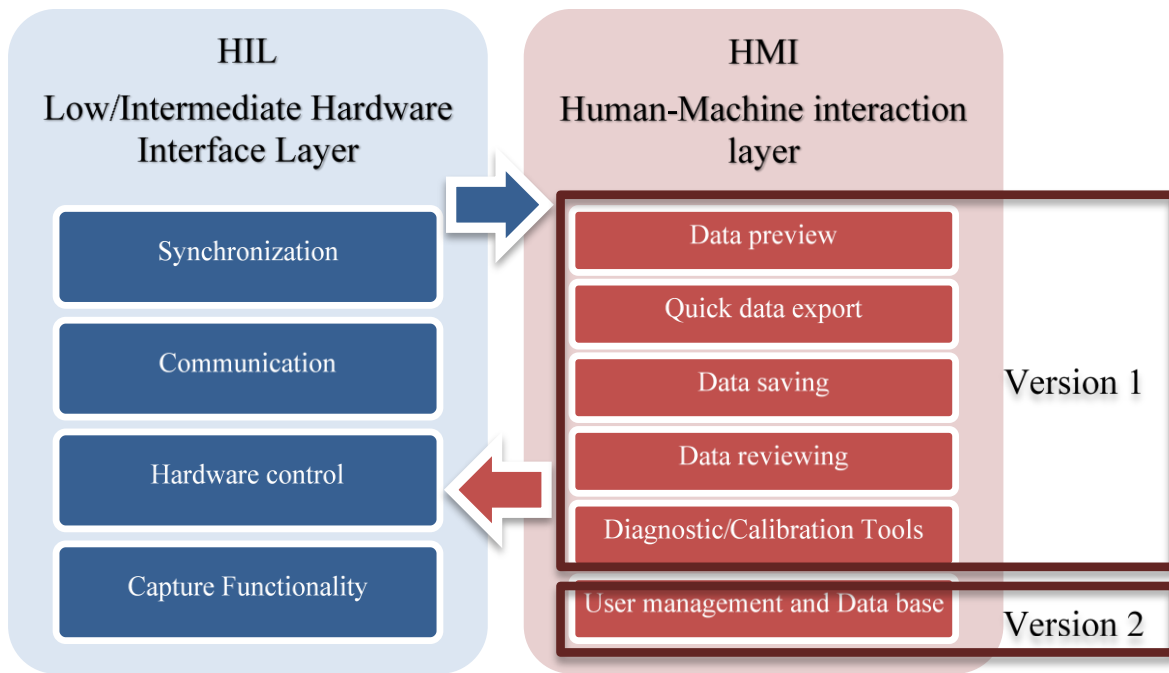 HIL
Low/Intermediate Hardware
Interface Layer
Synchronization
Communication
Hardware control
Capture Functionality
HMI
Human-Machine interaction
layer
Data preview
Quick data export
Data saving
Data reviewing
Diagnostic/Calibration Tools
User management and Data base
Version 1
Version 2